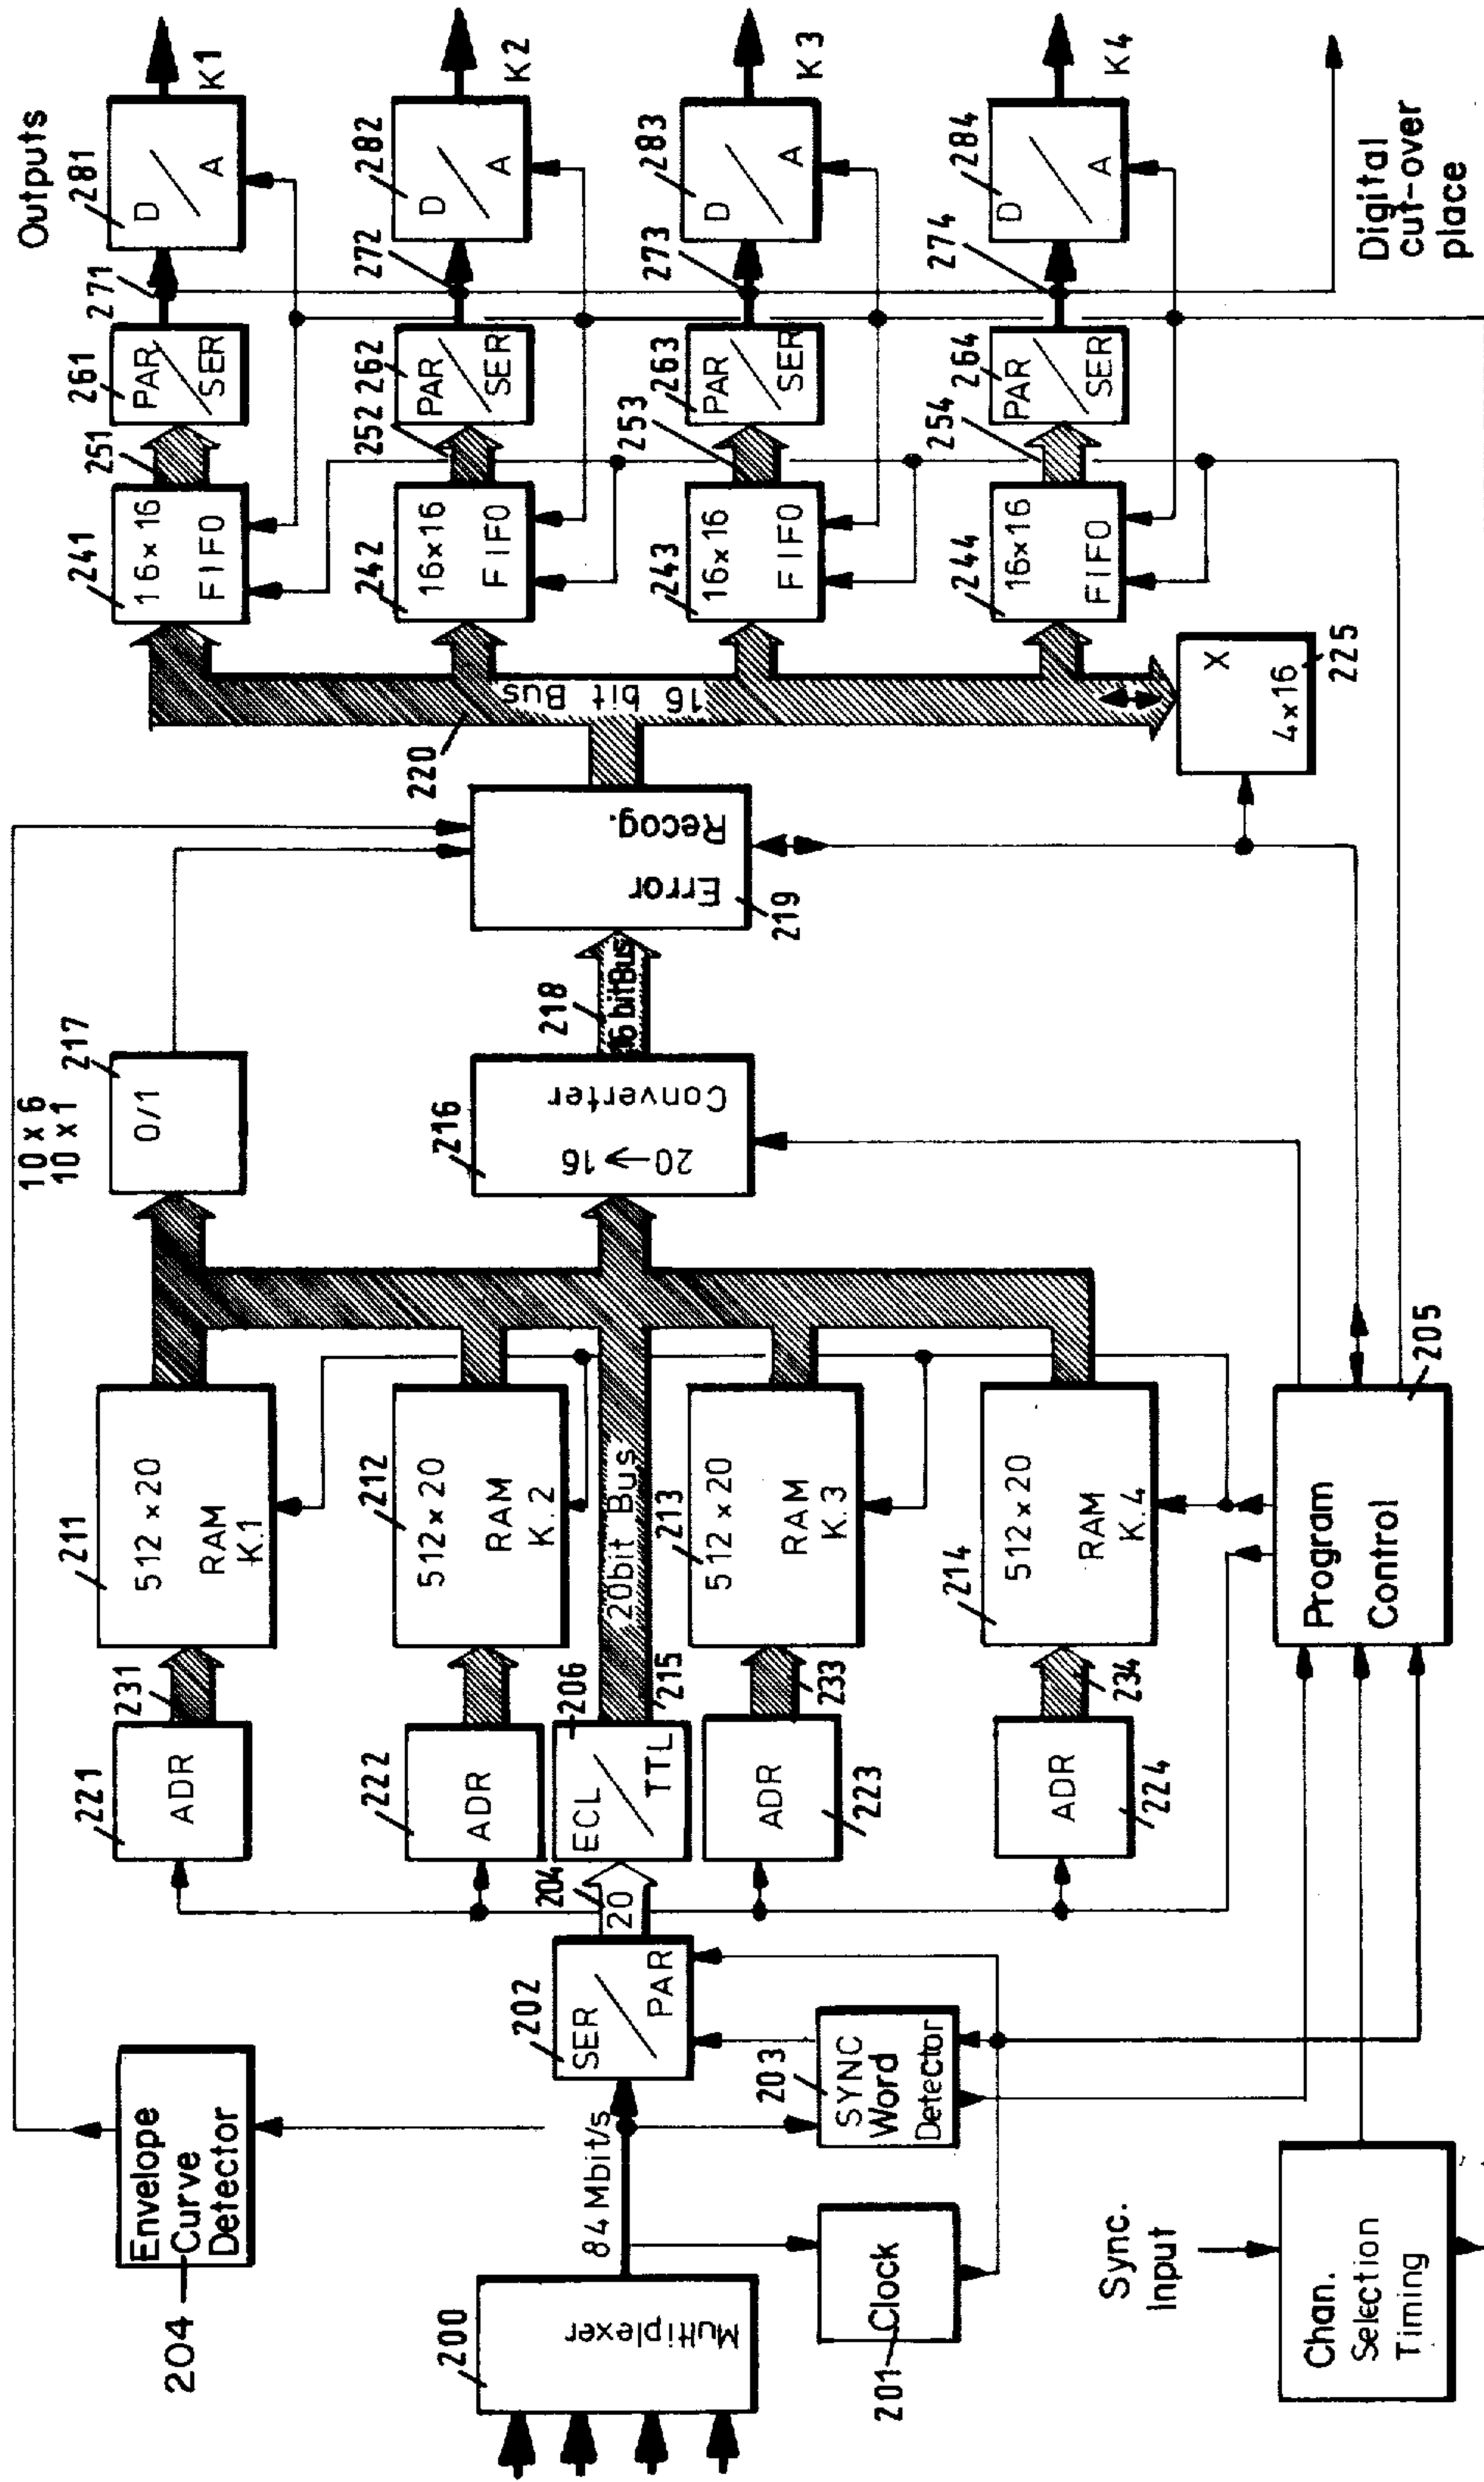 Outputs
281
D
A
K1
271
261
PAR
SER
251
241
16×16
FIFO
282
D
A
K2
272
262
PAR
SER
252
242
16×16
FIFO
283
D
A
K3
273
263
PAR
SER
253
243
16×16
FIFO
284
D
A
K4
274
264
PAR
SER
254
244
16×16
FIFO
Digital
cut-over
place
16 bit Bus
220
X
4×16
225
Error
Recog.
219
16 bit Bus
218
10 x 6
10 x 1
217
0/1
216
Converter
20→16
211
512 x 20
RAM
K.1
212
512 x 20
RAM
K.2
20bit Bus
213
512 x 20
RAM
K.3
214
512 x 20
RAM
K.4
205
Program
Control
221
ADR
231
222
ADR
206
ECL
TTL
215
ADR
223
233
ADR
224
234
204
20
202
SER
PAR
203
SYNC
Word
Detector
Envelope
Curve
Detector
204
84 Mbit/s
200
Multiplexer
201
Clock
Sync.
Input
Chan.
Selection
Timing